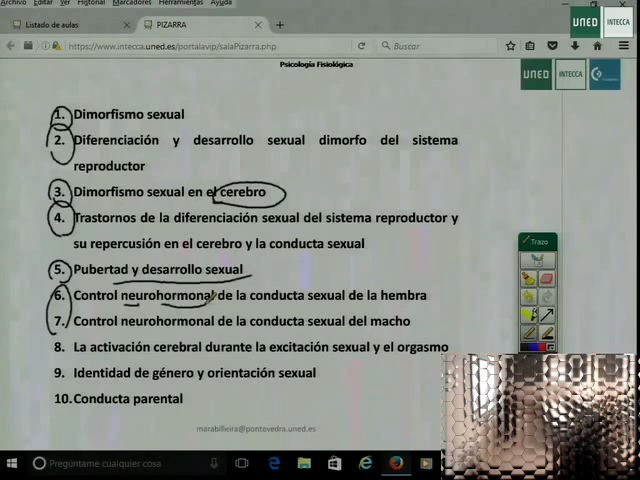 Archivo Editar Ver Historial Marcadores Herramientas Ayuda
Listado de aulas
PIZARRA
https://www.intecca.uned.es/portalavip/salaPizarra.php
Buscar
UNED INTECCA
Psicología Fisiológica
UNED INTECCA
1. Dimorfismo sexual
2. Diferenciación y desarrollo sexual dimorfo del sistema
reproductor
3. Dimorfismo sexual en el cerebro
4. Trastornos de la diferenciación sexual del sistema reproductor y
su repercusión en el cerebro y la conducta sexual
5. Pubertad y desarrollo sexual
6. Control neurohormonal de la conducta sexual de la hembra
7. Control neurohormonal de la conducta sexual del macho
8. La activación cerebral durante la excitación sexual y el orgasmo
9. Identidad de género y orientación sexual
10. Conducta parental
Trazo
marabilleira@pontevedra.uned.es
Pregúntame cualquier cosa